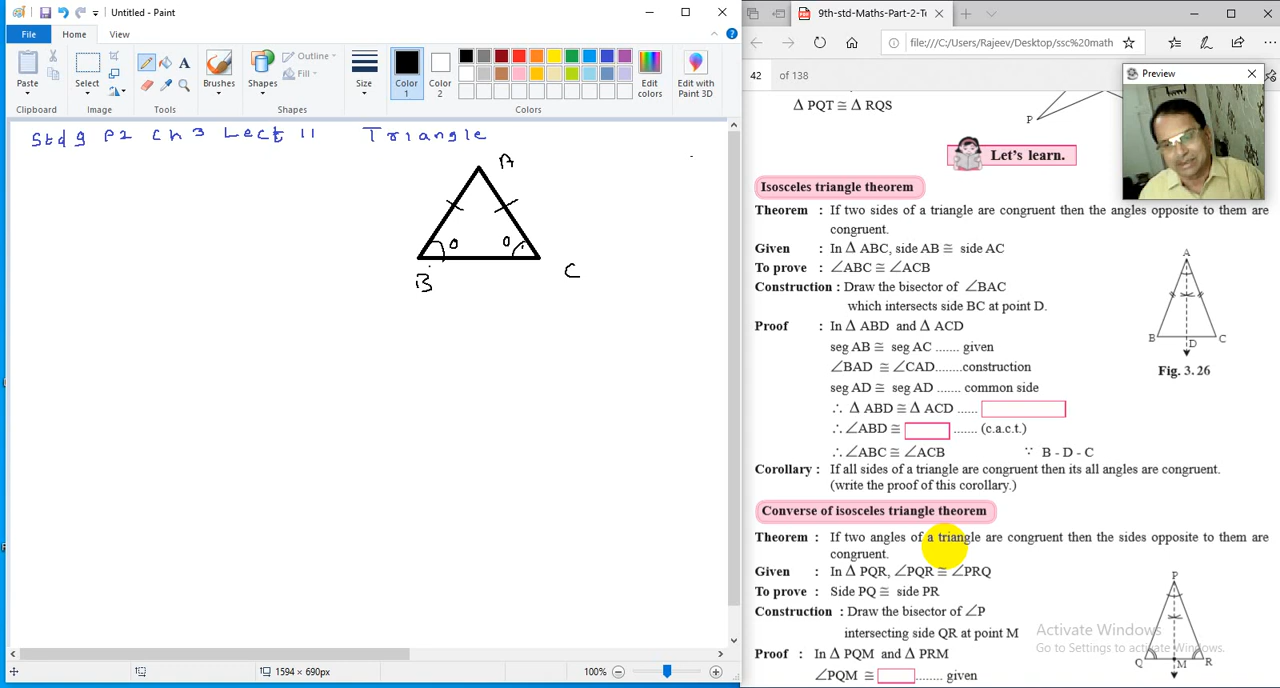 Untitled - Paint
File
Home
View
Paste
Select
Brushes
Shapes
Outline
Fill
Size
Color
1
Color
2
Edit
colors
Edit with
Paint 3D
Clipboard
Image
Tools
Shapes
Colors
Std 9 P2 Ch 3 Lect 11 Triangle
A
B
C
1594 × 690px
100%
9th-std-Maths-Part-2-Te
file:///C:/Users/Rajeev/Desktop/ssc%20math
42 of 138
Preview
Δ PQT ≅ Δ RQS
P
Let's learn.
Isosceles triangle theorem
Theorem : If two sides of a triangle are congruent then the angles opposite to them are
congruent.
Given : In Δ ABC, side AB ≅ side AC
To prove : ∠ABC ≅ ∠ACB
Construction : Draw the bisector of ∠BAC
which intersects side BC at point D.
Proof : In Δ ABD and Δ ACD
seg AB ≅ seg AC ....... given
∠BAD ≅ ∠CAD........construction
seg AD ≅ seg AD ....... common side
∴ Δ ABD ≅ Δ ACD ......
∴ ∠ABD ≅ ....... (c.a.c.t.)
∴ ∠ABC ≅ ∠ACB ∵ B - D - C
A
B
D
C
Fig. 3.26
Corollary : If all sides of a triangle are congruent then its all angles are congruent.
(write the proof of this corollary.)
Converse of isosceles triangle theorem
Theorem : If two angles of a triangle are congruent then the sides opposite to them are
congruent.
Given : In Δ PQR, ∠PQR ≅ ∠PRQ
To prove : Side PQ ≅ side PR
Construction : Draw the bisector of ∠P
intersecting side QR at point M
Proof : In Δ PQM and Δ PRM
∠PQM ≅ ........ given
P
Q
M
R
Activate Windows
Go to Settings to activate Windows.